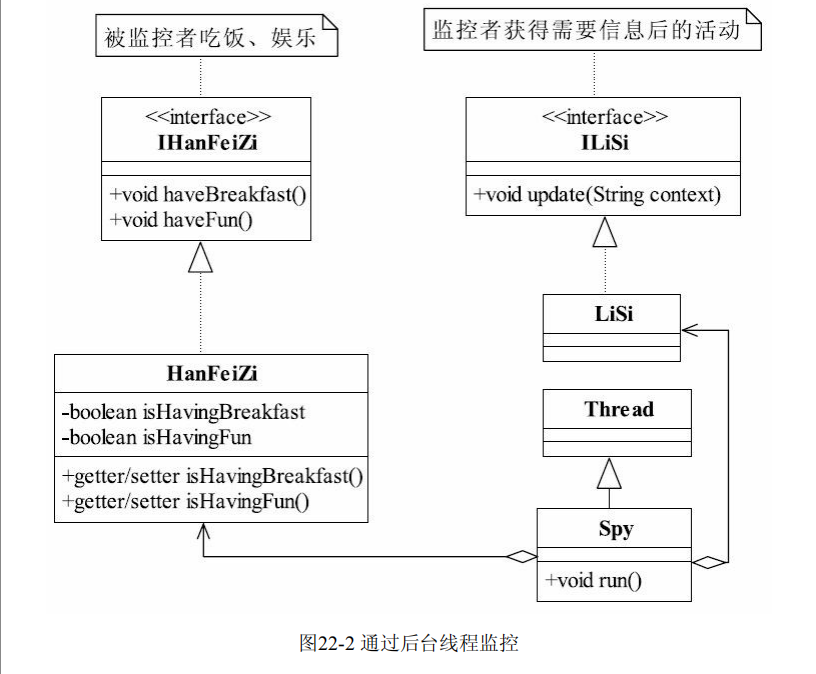 被监控者吃饭、娱乐
<<interface>>
IHanFeiZi
+void haveBreakfast()
+void haveFun()
HanFeiZi
-boolean isHavingBreakfast
-boolean isHavingFun
+getter/setter isHavingBreakfast()
+getter/setter isHavingFun()
监控者获得需要信息后的活动
<<interface>>
ILiSi
+void update(String context)
LiSi
Thread
Spy
+void run()
图22-2 通过后台线程监控